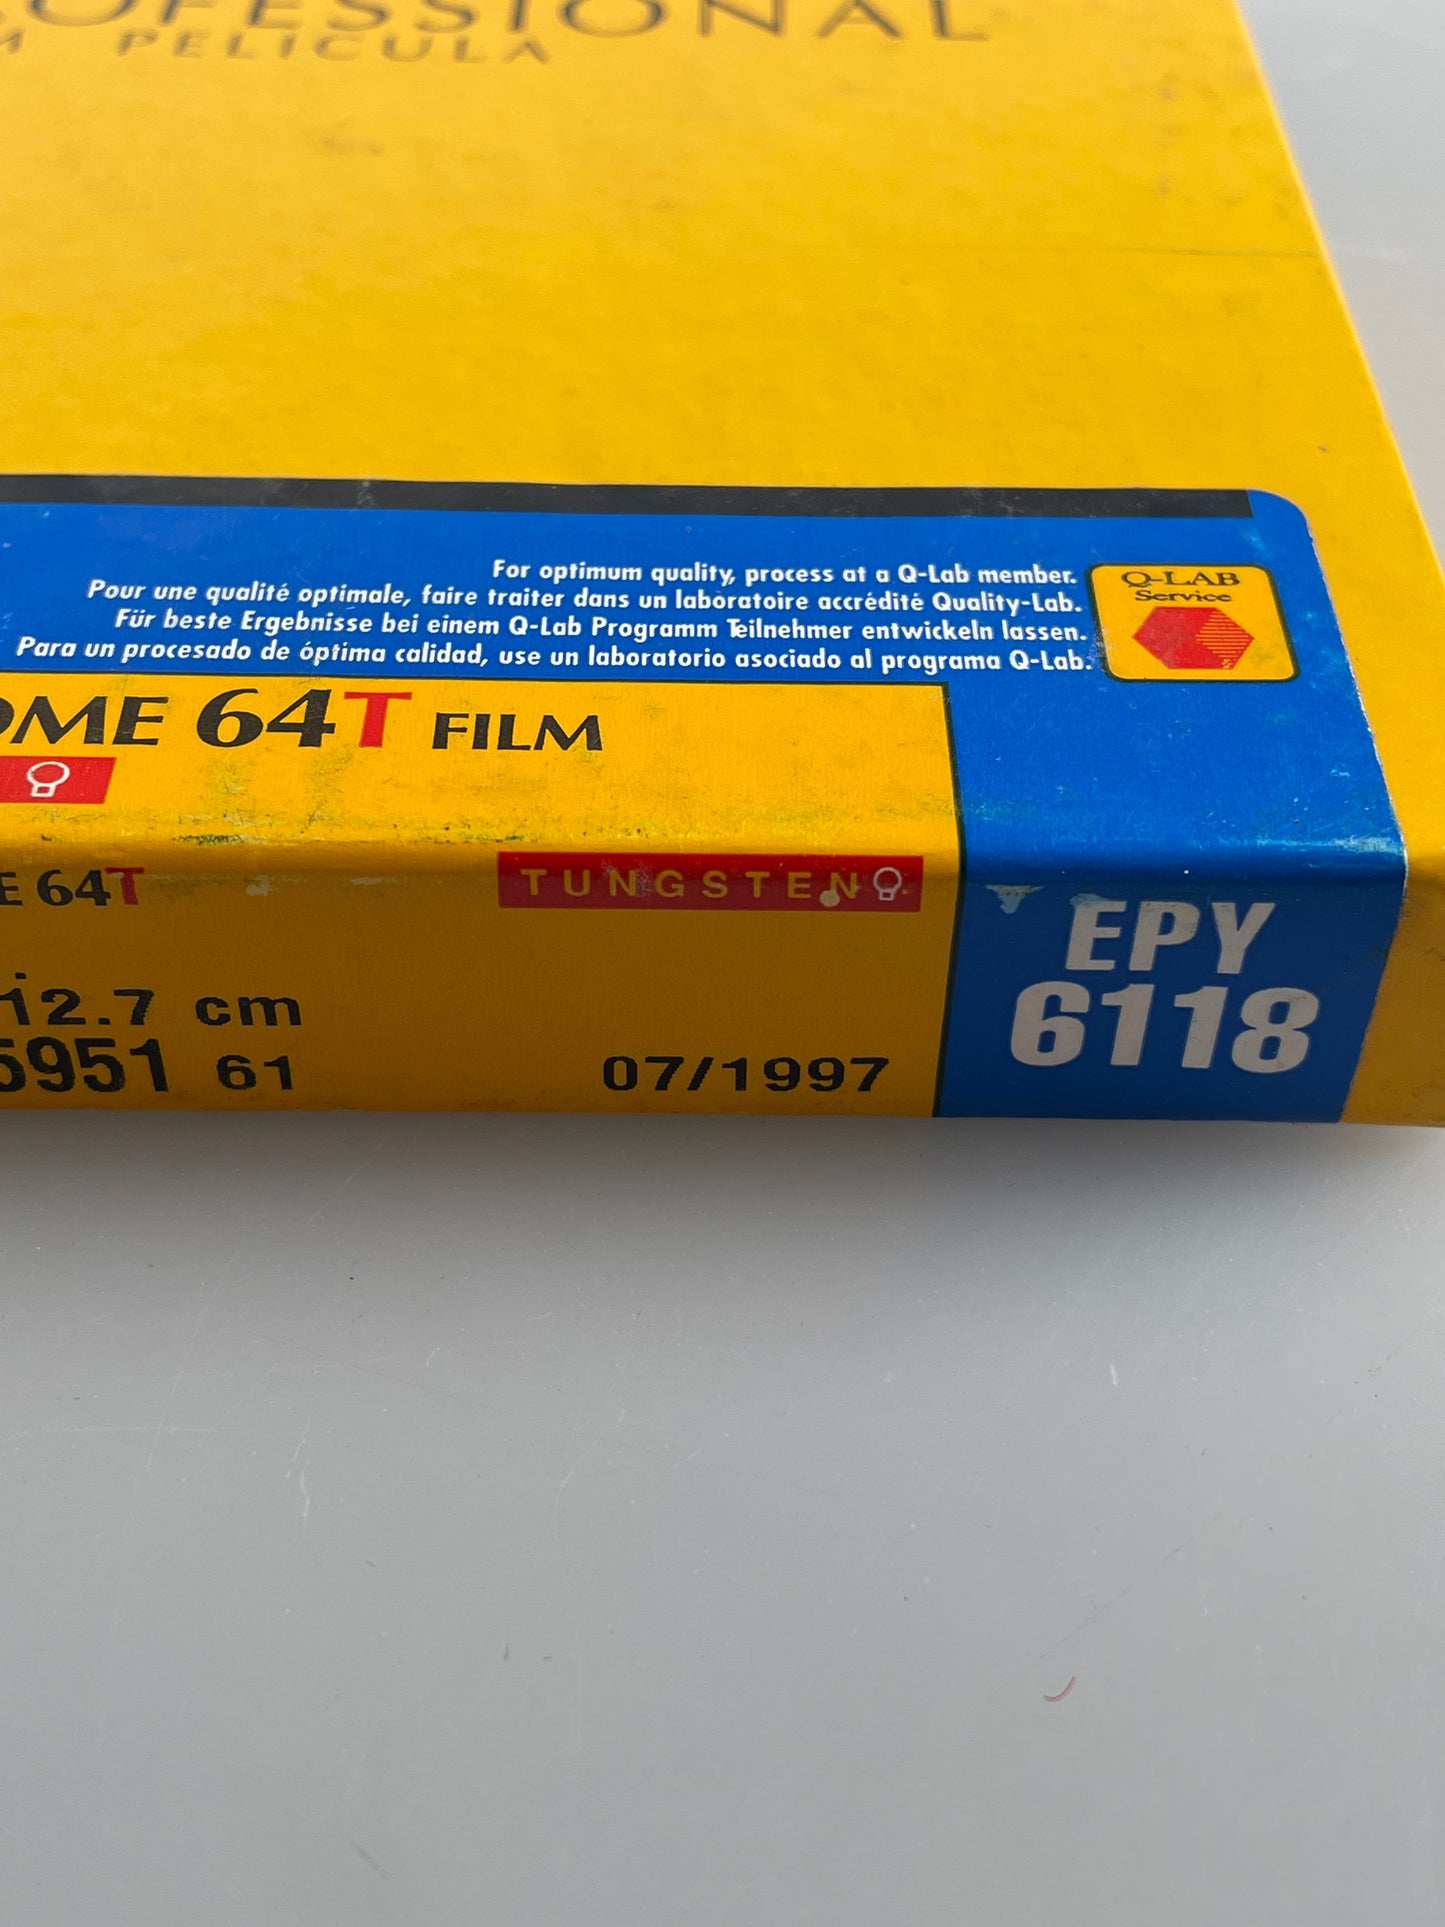 OFESSIONAL
M PELICULA
For optimum quality, process at a Q-Lab member.
Pour une qualité optimale, faire traiter dans un laboratoire accrédité Quality-Lab.
Für beste Ergebnisse bei einem Q-Lab Programm Teilnehmer entwickeln lassen.
Para un procesado de óptima calidad, use un laboratorio asociado al programa Q-Lab.
Q-LAB
Service
OME 64T FILM
E 64T
TUNGSTEN
12.7 cm
5951 61
07/1997
EPY
6118